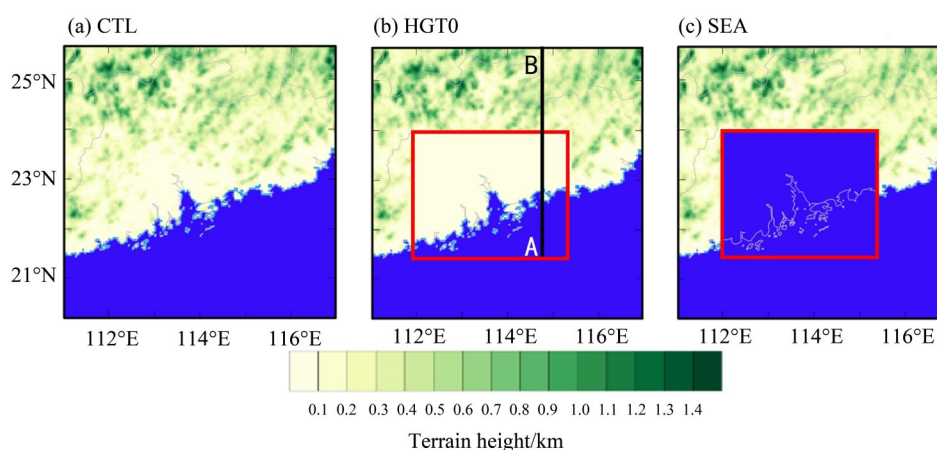 (a) CTL
(b) HGT0
(c) SEA
25°N
23°N
21°N
B
A
112°E 114°E 116°E
112°E 114°E 116°E
112°E 114°E 116°E
0.1 0.2 0.3 0.4 0.5 0.6 0.7 0.8 0.9 1.0 1.1 1.2 1.3 1.4
Terrain height/km